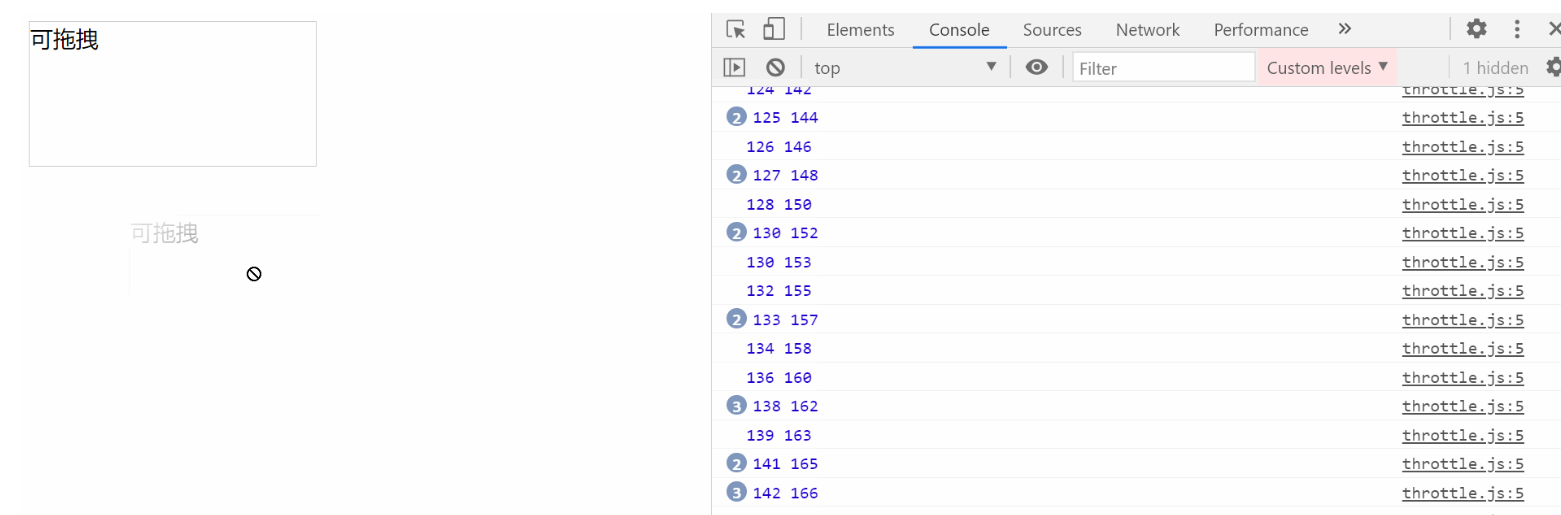 可拖拽
可拖拽
Elements Console Sources Network Performance
top Filter Custom levels 1 hidden
124 142 throttle.js:5
2 125 144 throttle.js:5
126 146 throttle.js:5
2 127 148 throttle.js:5
128 150 throttle.js:5
2 130 152 throttle.js:5
130 153 throttle.js:5
132 155 throttle.js:5
2 133 157 throttle.js:5
134 158 throttle.js:5
136 160 throttle.js:5
3 138 162 throttle.js:5
139 163 throttle.js:5
2 141 165 throttle.js:5
3 142 166 throttle.js:5